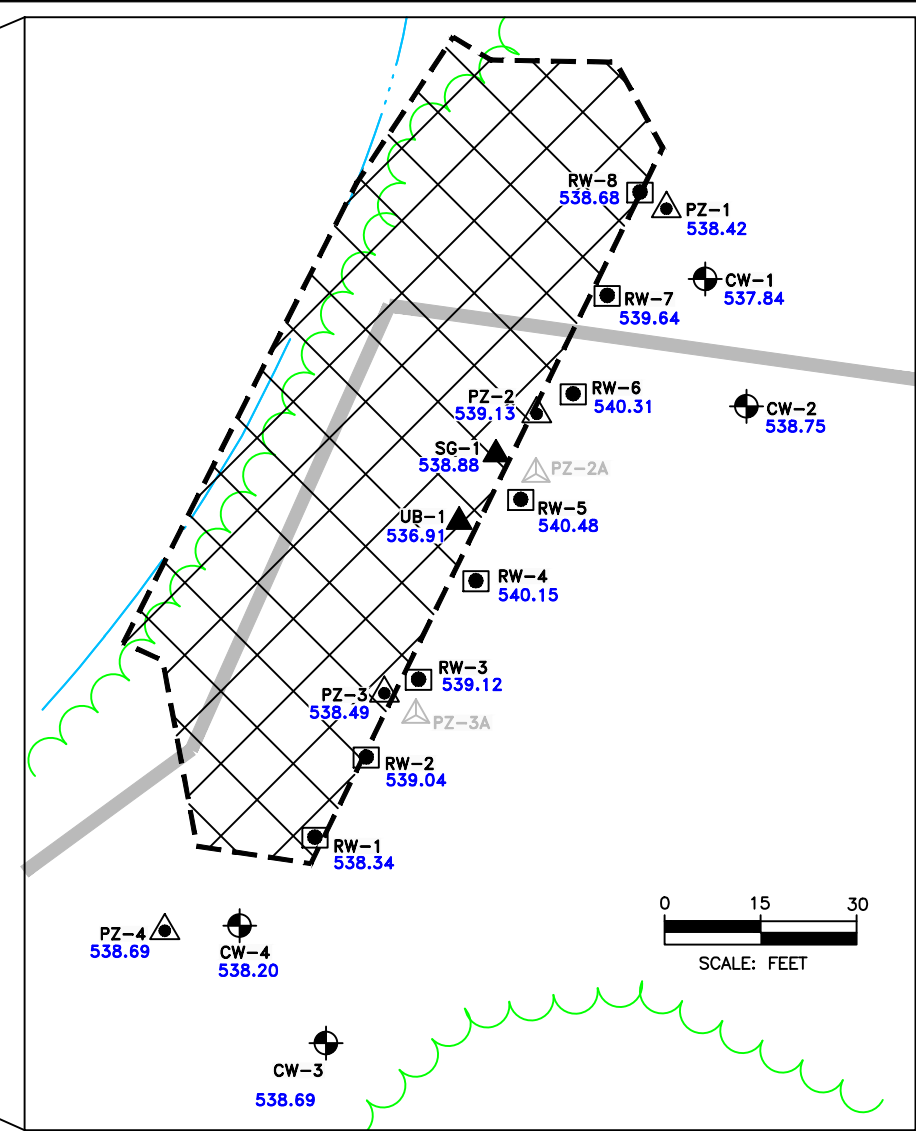 RW-8
538.68
PZ-1
538.42
CW-1
537.84
RW-7
539.64
RW-6
540.31
PZ-2
539.13
CW-2
538.75
SG-1
538.88
PZ-2A
RW-5
540.48
UB-1
536.91
RW-4
540.15
RW-3
539.12
PZ-3
538.49
PZ-3A
RW-2
539.04
RW-1
538.34
0 15 30
SCALE: FEET
PZ-4
538.69
CW-4
538.20
CW-3
538.69